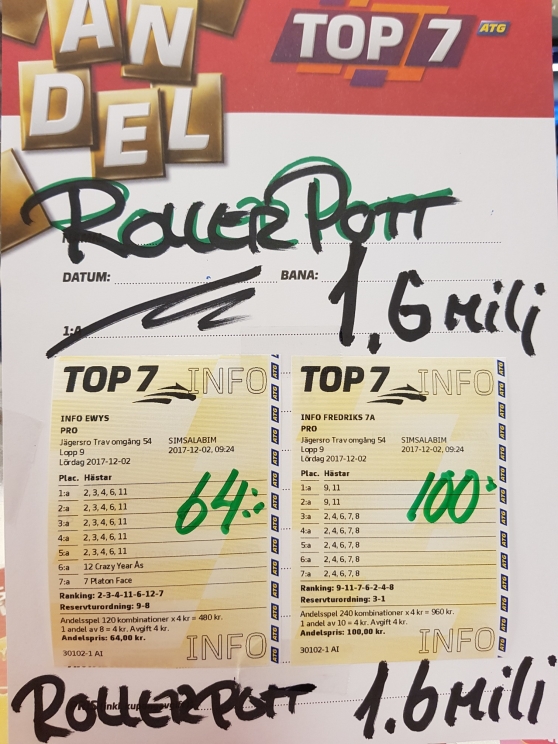 ANDEL
TOP 7 ATG
ROLLERPOTT
DATUM: BANA:
1,6 Milj
1:A
TOP 7 INFO
INFO EWYS
PRO
Jägersro Trav omgång 54 SIMSALABIM
Lopp 9 2017-12-02, 09:24
Lördag 2017-12-02
Plac. Hästar
1:a 2, 3, 4, 6, 11
2:a 2, 3, 4, 6, 11
3:a 2, 3, 4, 6, 11
4:a 2, 3, 4, 6, 11
5:a 2, 3, 4, 6, 11
6:a 12 Crazy Year Ås
7:a 7 Platon Face
64:-
Ranking: 2-3-4-11-6-12-7
Reservturordning: 9-8
Andelsspel 120 kombinationer x 4 kr = 480 kr.
1 andel av 8 = 4 kr. Avgift 4 kr.
Andelspris: 64,00 kr.
INFO
30102-1 AI
TOP 7 INFO
INFO FREDRIKS 7A
PRO
Jägersro Trav omgång 54 SIMSALABIM
Lopp 9 2017-12-02, 09:24
Lördag 2017-12-02
Plac. Hästar
1:a 9, 11
2:a 9, 11
3:a 2, 4, 6, 7, 8
4:a 2, 4, 6, 7, 8
5:a 2, 4, 6, 7, 8
6:a 2, 4, 6, 7, 8
7:a 2, 4, 6, 7, 8
100:-
Ranking: 9-11-7-6-2-4-8
Reservturordning: 3-1
Andelsspel 240 kombinationer x 4 kr = 960 kr.
1 andel av 10 = 4 kr. Avgift 4 kr.
Andelspris: 100,00 kr.
INFO
30102-1 AI
ROLLERPOTT 1.6 Milj